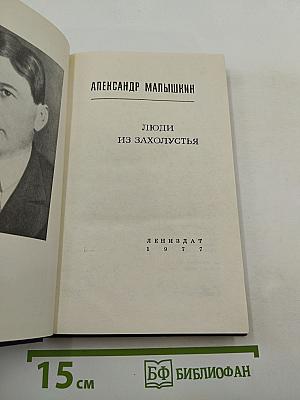 АЛЕКСАНДР МАЛЫШКИН
ЛЮДИ
ИЗ ЗАХОЛУСТЬЯ
ЛЕНИЗДАТ
1977
15 см
БФ БИБЛИОФАН